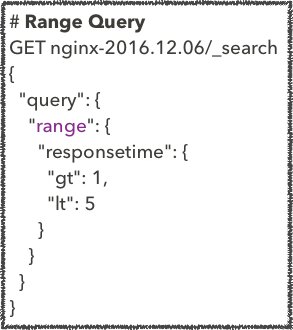 # Range Query
GET nginx-2016.12.06/_search
{
  "query": {
    "range": {
      "responsetime": {
        "gt": 1,
        "lt": 5
      }
    }
  }
}